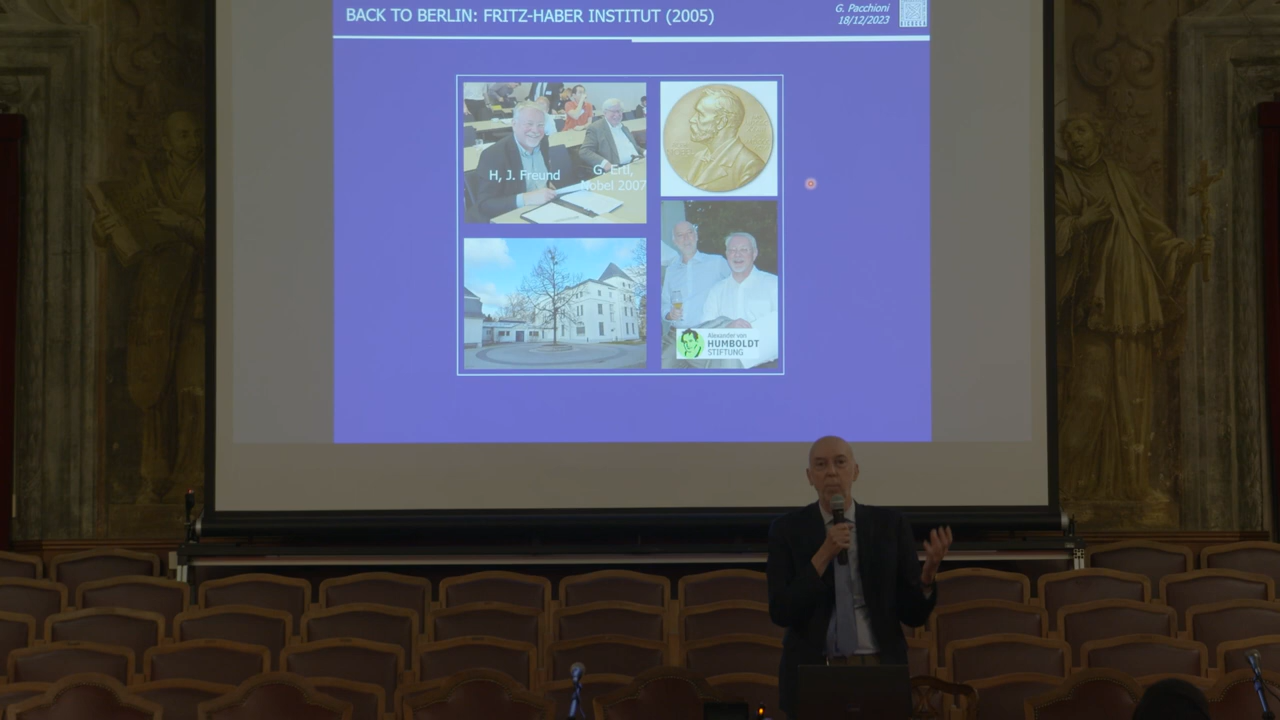 BACK TO BERLIN: FRITZ-HABER INSTITUT (2005)
G. Pacchioni
18/12/2023
BICOCCA
H, J. Freund
G. Ertl,
Nobel 2007
Alexander von
HUMBOLDT
STIFTUNG